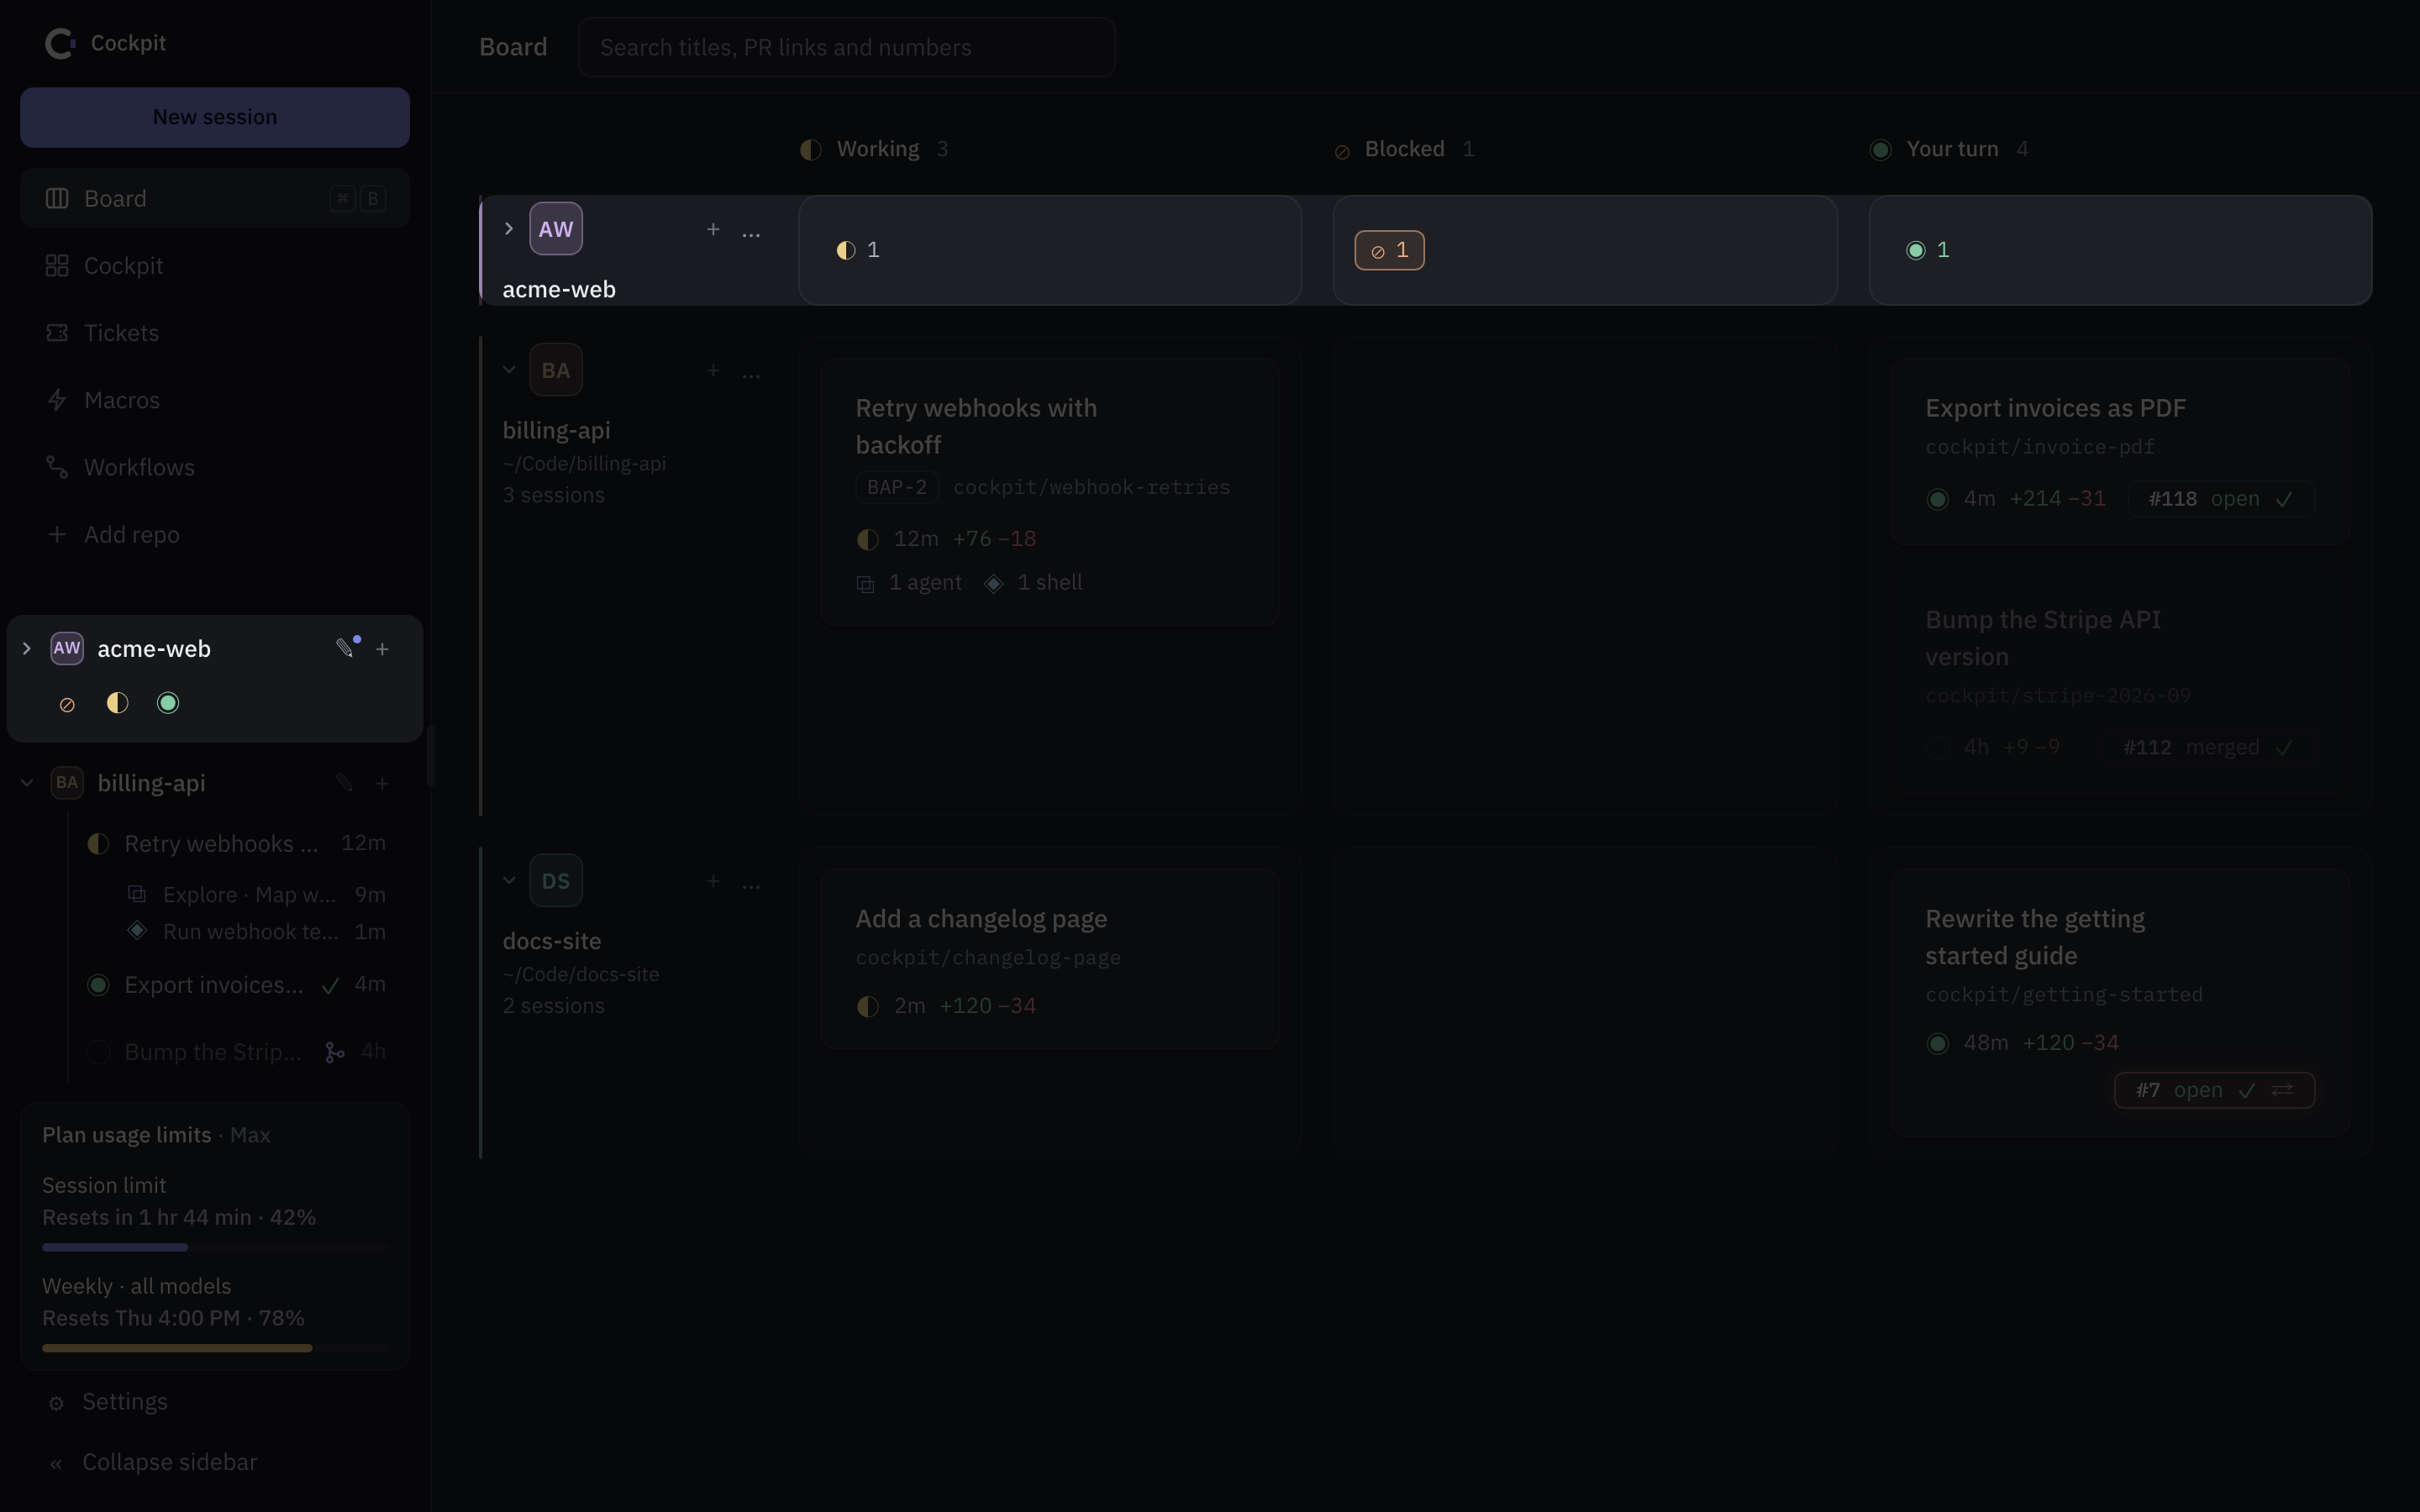 Cockpit
New session
Board ⌘ B
Cockpit
Tickets
Macros
Workflows
+ Add repo
AW acme-web +
BA billing-api +
Retry webhooks ... 12m
Explore · Map w... 9m
Run webhook te... 1m
Export invoices... ✓ 4m
Bump the Strip... 4h
Plan usage limits · Max
Session limit
Resets in 1 hr 44 min · 42%
Weekly · all models
Resets Thu 4:00 PM · 78%
Settings
« Collapse sidebar
Board
Search titles, PR links and numbers
Working 3
Blocked 1
Your turn 4
AW + ...
acme-web
1
1
1
BA + ...
billing-api
~/Code/billing-api
3 sessions
Retry webhooks with
backoff
BAP-2 cockpit/webhook-retries
12m +76 −18
1 agent 1 shell
Export invoices as PDF
cockpit/invoice-pdf
4m +214 −31 #118 open ✓
Bump the Stripe API
version
cockpit/stripe-2026-09
4h +9 −9 #112 merged ✓
DS + ...
docs-site
~/Code/docs-site
2 sessions
Add a changelog page
cockpit/changelog-page
2m +120 −34
Rewrite the getting
started guide
cockpit/getting-started
48m +120 −34
#7 open ✓ ⇄